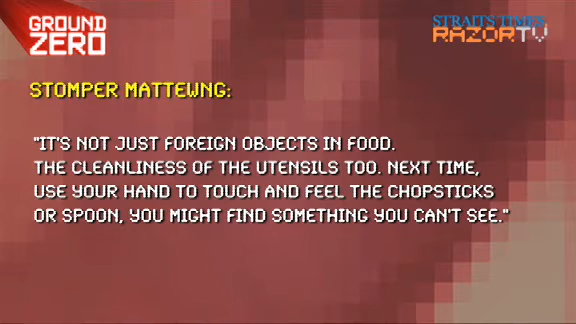 GROUND
ZERO
STRAITS TIMES
RAZORTV
STOMPER MATTEWNG:
"IT'S NOT JUST FOREIGN OBJECTS IN FOOD.
THE CLEANLINESS OF THE UTENSILS TOO. NEXT TIME,
USE YOUR HAND TO TOUCH AND FEEL THE CHOPSTICKS
OR SPOON, YOU MIGHT FIND SOMETHING YOU CAN'T SEE."